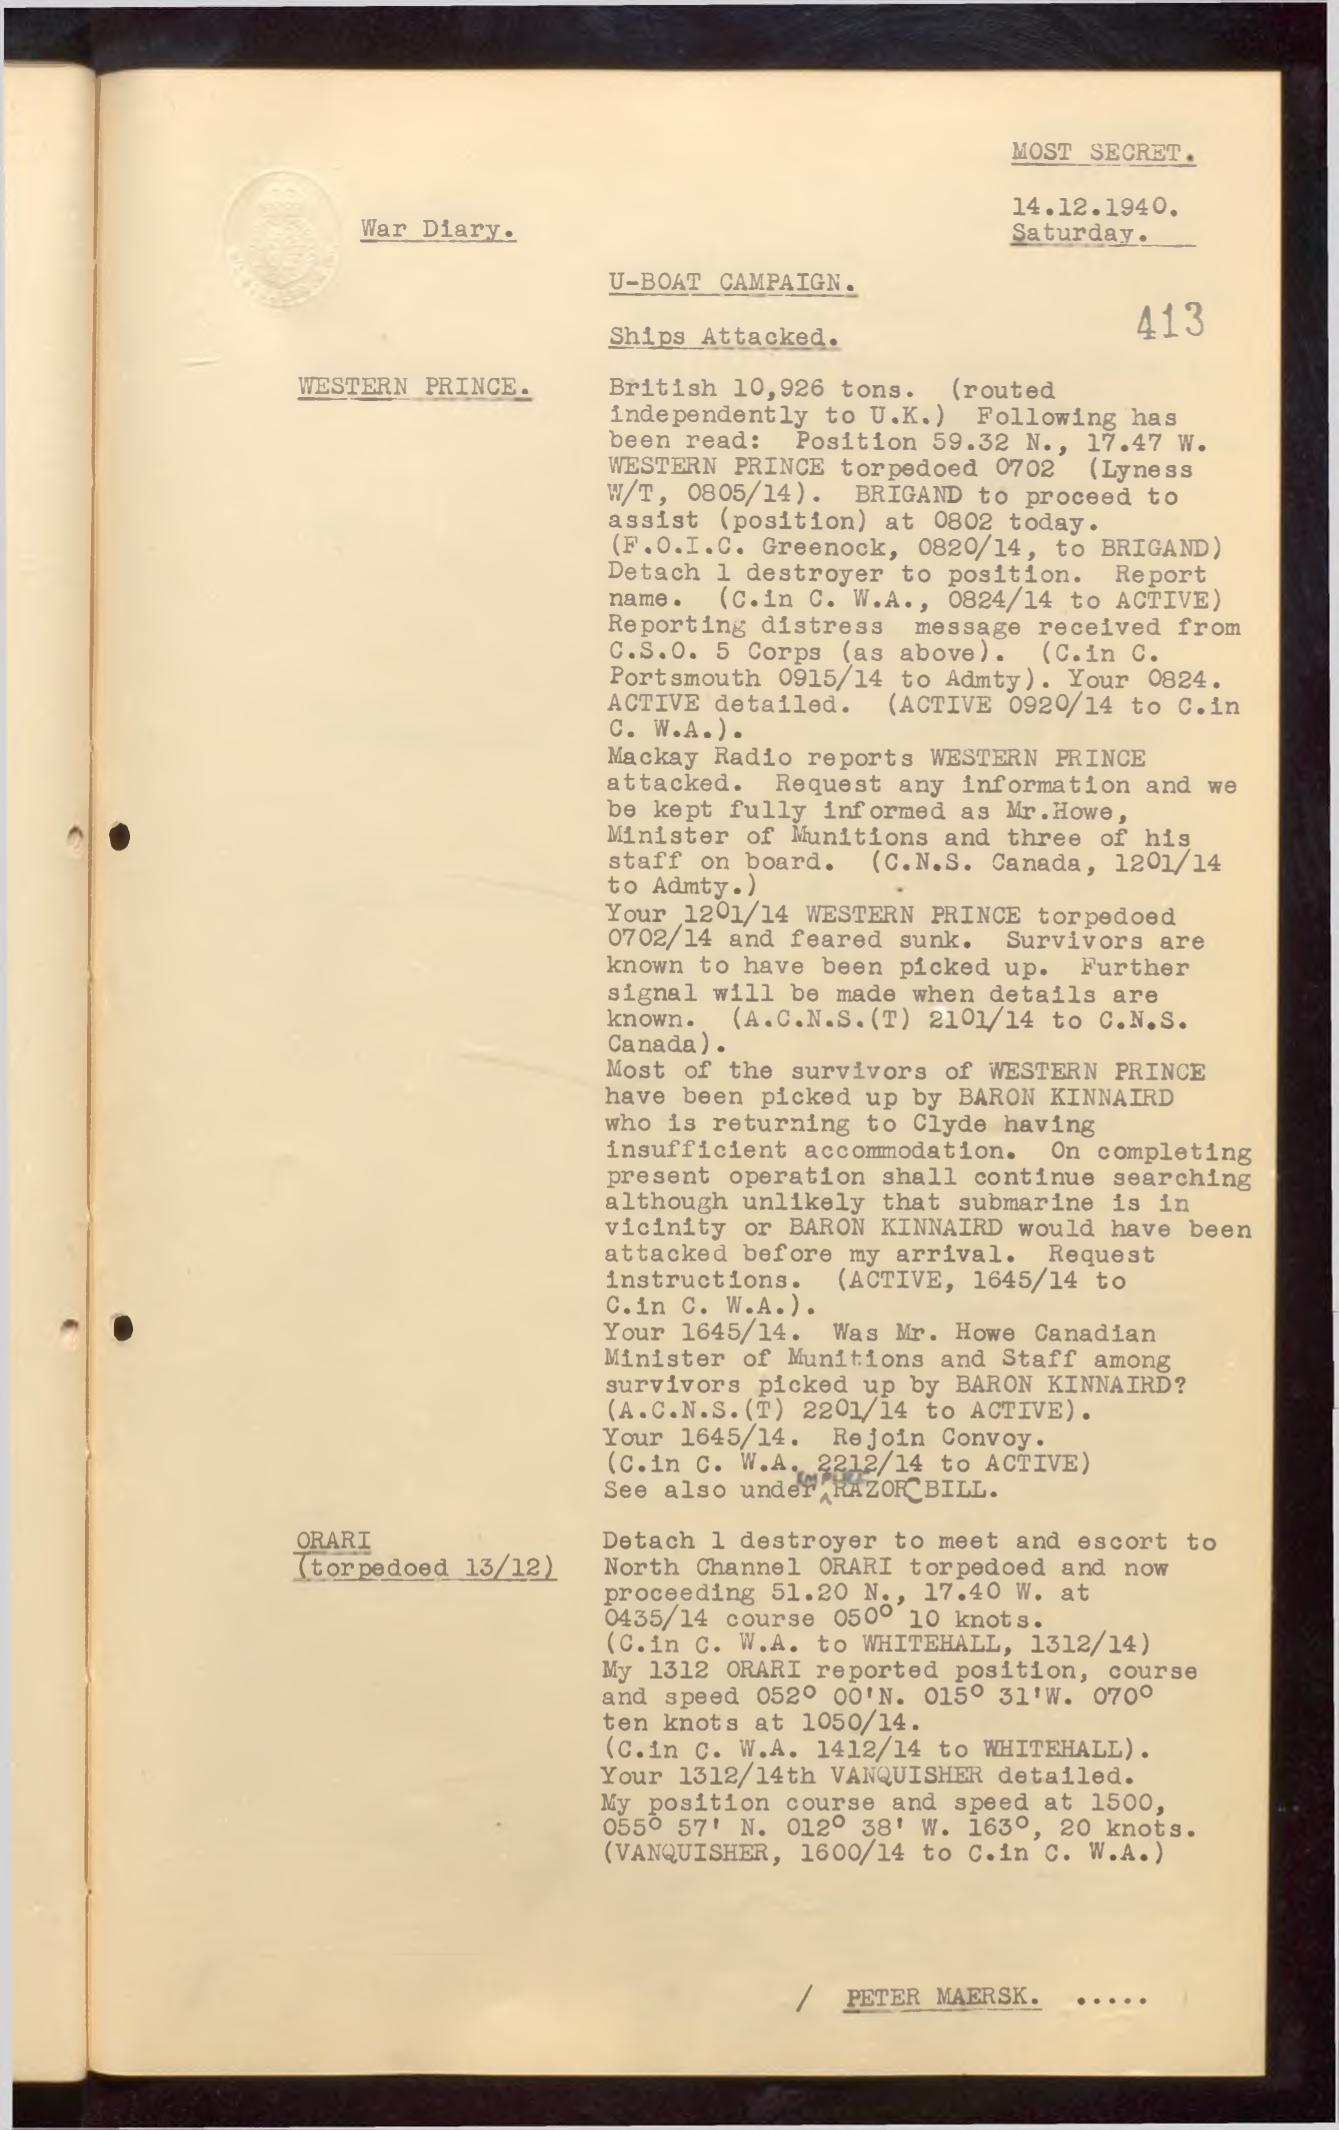 MOST SECRET.
14.12.1940.
Saturday.
War Diary.
U-BOAT CAMPAIGN.
413
Ships Attacked.
WESTERN PRINCE.
British 10,926 tons. (routed
independently to U.K.) Following has
been read: Position 59.32 N., 17.47 W.
WESTERN PRINCE torpedoed 0702 (Lyness
W/T, 0805/14). BRIGAND to proceed to
assist (position) at 0802 today.
(F.O.I.C. Greenock, 0820/14, to BRIGAND)
Detach 1 destroyer to position. Report
name. (C.in C. W.A., 0824/14 to ACTIVE)
Reporting distress message received from
C.S.O. 5 Corps (as above). (C.in C.
Portsmouth 0915/14 to Admty). Your 0824.
ACTIVE detailed. (ACTIVE 0920/14 to C.in
C. W.A.).
Mackay Radio reports WESTERN PRINCE
attacked. Request any information and we
be kept fully informed as Mr.Howe,
Minister of Munitions and three of his
staff on board. (C.N.S. Canada, 1201/14
to Admty.)
Your 1201/14 WESTERN PRINCE torpedoed
0702/14 and feared sunk. Survivors are
known to have been picked up. Further
signal will be made when details are
known. (A.C.N.S.(T) 2101/14 to C.N.S.
Canada).
Most of the survivors of WESTERN PRINCE
have been picked up by BARON KINNAIRD
who is returning to Clyde having
insufficient accommodation. On completing
present operation shall continue searching
although unlikely that submarine is in
vicinity or BARON KINNAIRD would have been
attacked before my arrival. Request
instructions. (ACTIVE, 1645/14 to
C.in C. W.A.).
Your 1645/14. Was Mr. Howe Canadian
Minister of Munitions and Staff among
survivors picked up by BARON KINNAIRD?
(A.C.N.S.(T) 2201/14 to ACTIVE).
Your 1645/14. Rejoin Convoy.
(C.in C. W.A. 2212/14 to ACTIVE)
EMPIRE
See also under RAZOR BILL.
ORARI
(torpedoed 13/12)
Detach 1 destroyer to meet and escort to
North Channel ORARI torpedoed and now
proceeding 51.20 N., 17.40 W. at
0435/14 course 050° 10 knots.
(C.in C. W.A. to WHITEHALL, 1312/14)
My 1312 ORARI reported position, course
and speed 052° 00'N. 015° 31'W. 070°
ten knots at 1050/14.
(C.in C. W.A. 1412/14 to WHITEHALL).
Your 1312/14th VANQUISHER detailed.
My position course and speed at 1500,
055° 57' N. 012° 38' W. 163°, 20 knots.
(VANQUISHER, 1600/14 to C.in C. W.A.)
/ PETER MAERSK. .....